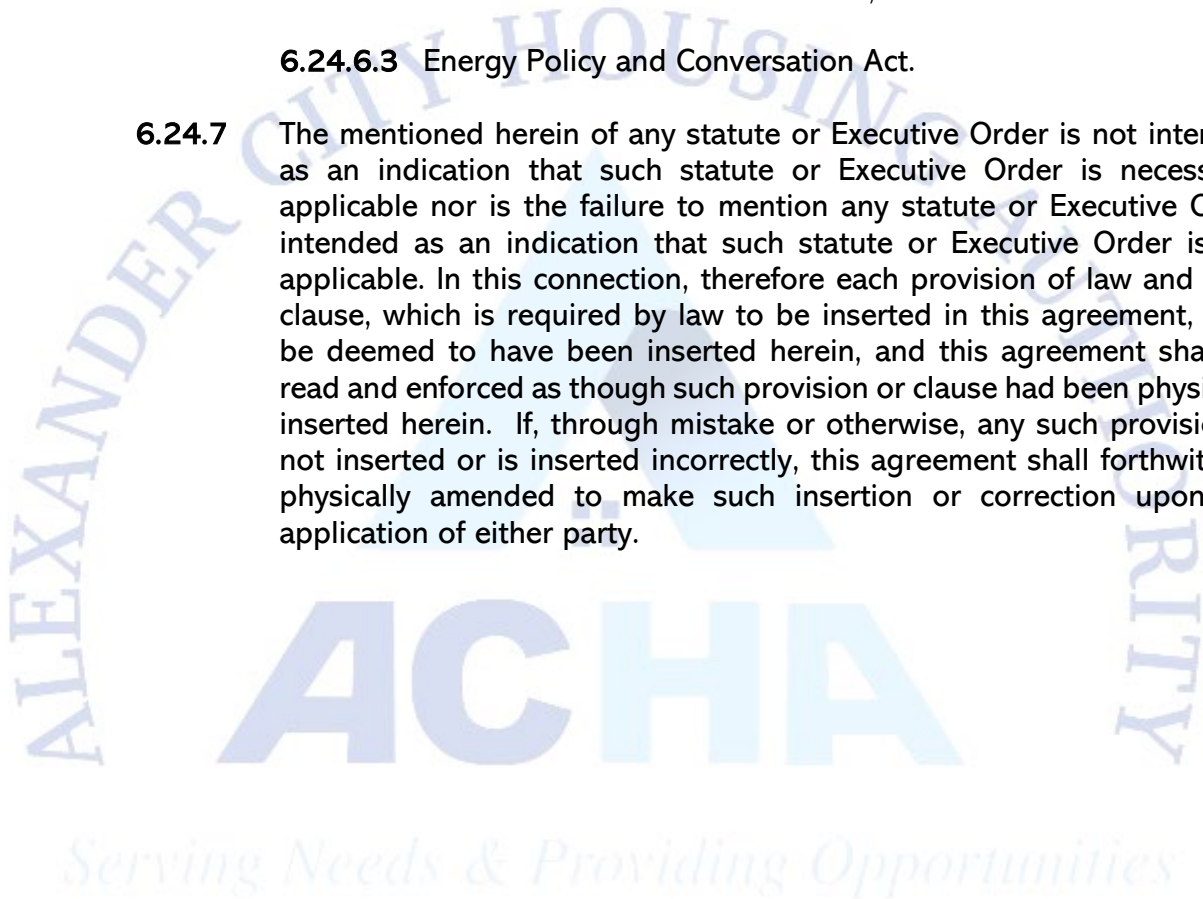 6.24.6.3 Energy Policy and Conversation Act.
6.24.7 The mentioned herein of any statute or Executive Order is not inten
as an indication that such statute or Executive Order is necess
applicable nor is the failure to mention any statute or Executive
intended as an indication that such statute or Executive Order is
applicable. In this connection, therefore each provision of law and
clause, which is required by law to be inserted in this agreement,
be deemed to have been inserted herein, and this agreement sha
read and enforced as though such provision or clause had been physi
inserted herein. If, through mistake or otherwise, any such provisi
not inserted or is inserted incorrectly, this agreement shall forthwit
physically amended to make such insertion or correction upon
application of either party.
ALEXANDER CITY HOUSING AUTHORITY
ACHA
Serving Needs & Providing Opportunities